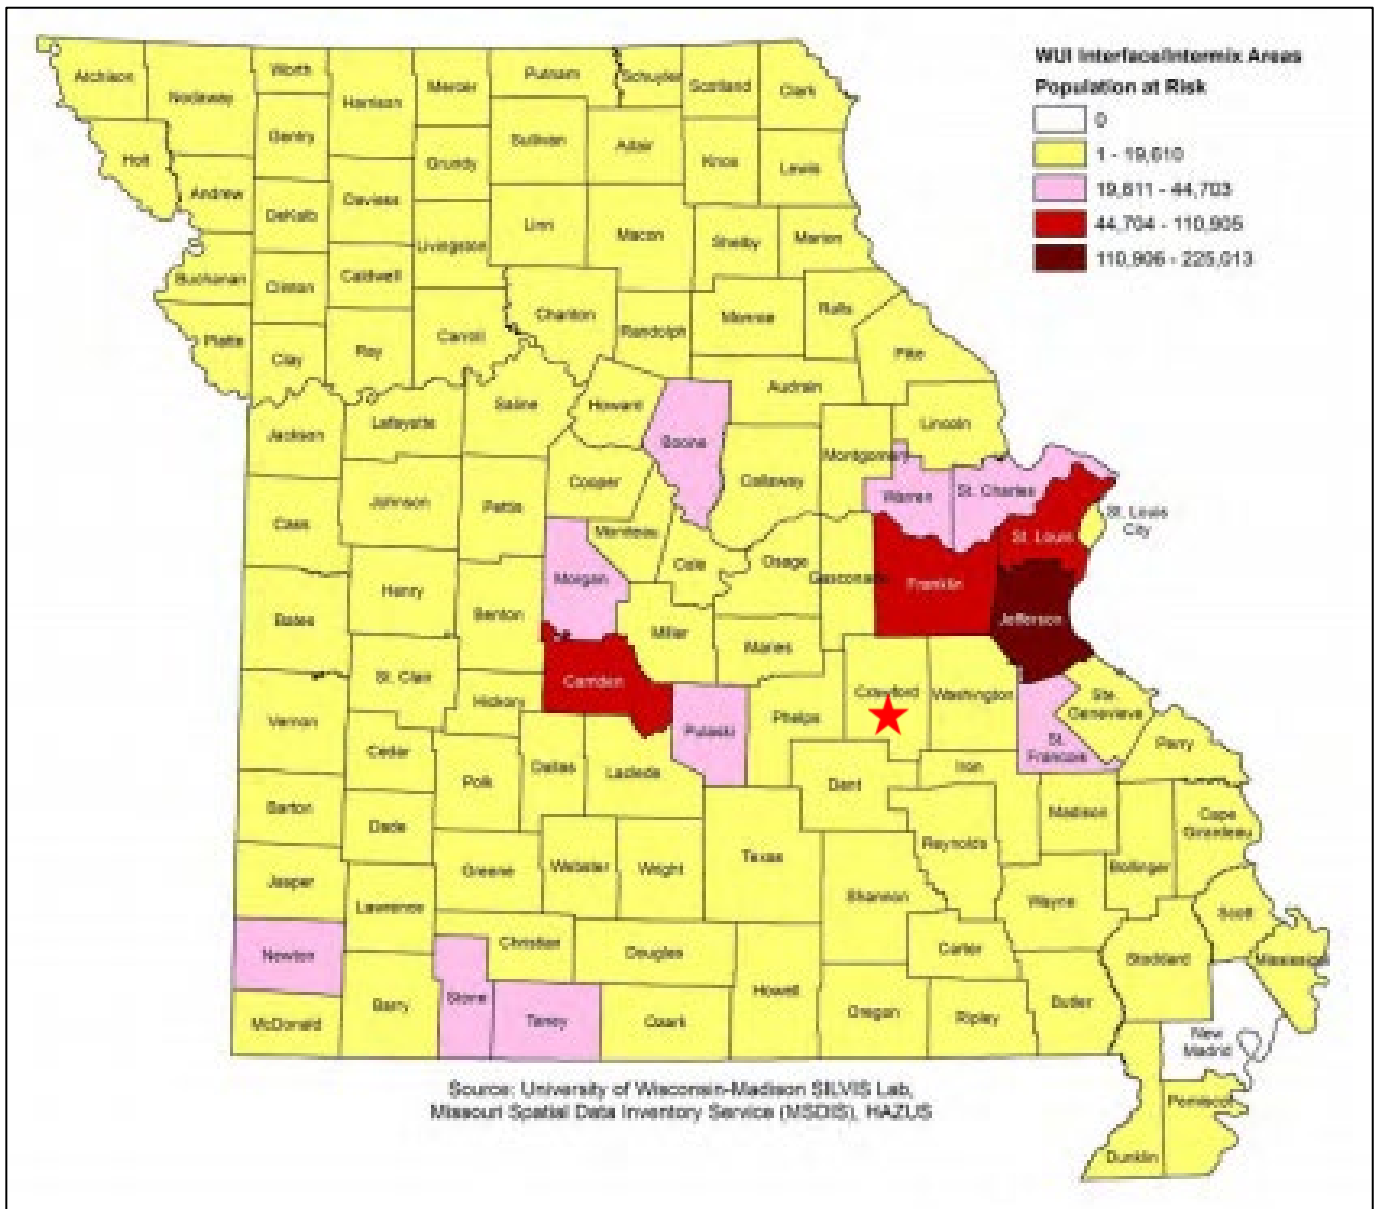 WUI Interface/Intermix Areas
Population at Risk
0
1 - 19,610
19,611 - 44,703
44,704 - 110,905
110,906 - 225,013
Atchison
Nodaway
Worth
Harrison
Mercer
Putnam
Schuyler
Scotland
Clark
Holt
Gentry
Sullivan
Adair
Knox
Lewis
Andrew
DeKalb
Daviess
Grundy
Linn
Macon
Shelby
Marion
Buchanan
Clinton
Caldwell
Livingston
Chariton
Randolph
Monroe
Ralls
Platte
Clay
Ray
Carroll
Pike
Audrain
Jackson
Lafayette
Saline
Howard
Boone
Lincoln
Montgomery
Cooper
Callaway
Warren
St. Charles
Cass
Johnson
Pettis
Moniteau
Cole
Osage
Gasconade
St. Louis
St. Louis
City
Morgan
Franklin
Jefferson
Bates
Henry
Benton
Miller
Maries
St. Clair
Hickory
Camden
Pulaski
Phelps
Crawford
Washington
Ste.
Genevieve
St.
Francois
Perry
Vernon
Cedar
Polk
Dallas
Laclede
Dent
Iron
Madison
Cape
Girardeau
Barton
Dade
Greene
Webster
Wright
Texas
Reynolds
Bollinger
Jasper
Lawrence
Shannon
Wayne
Scott
Newton
Christian
Douglas
Carter
Stoddard
Mississippi
McDonald
Barry
Stone
Taney
Ozark
Howell
Oregon
Ripley
Butler
New
Madrid
Pemiscot
Dunklin
Source: University of Wisconsin-Madison SILVIS Lab,
Missouri Spatial Data Inventory Service (MSDIS), HAZUS